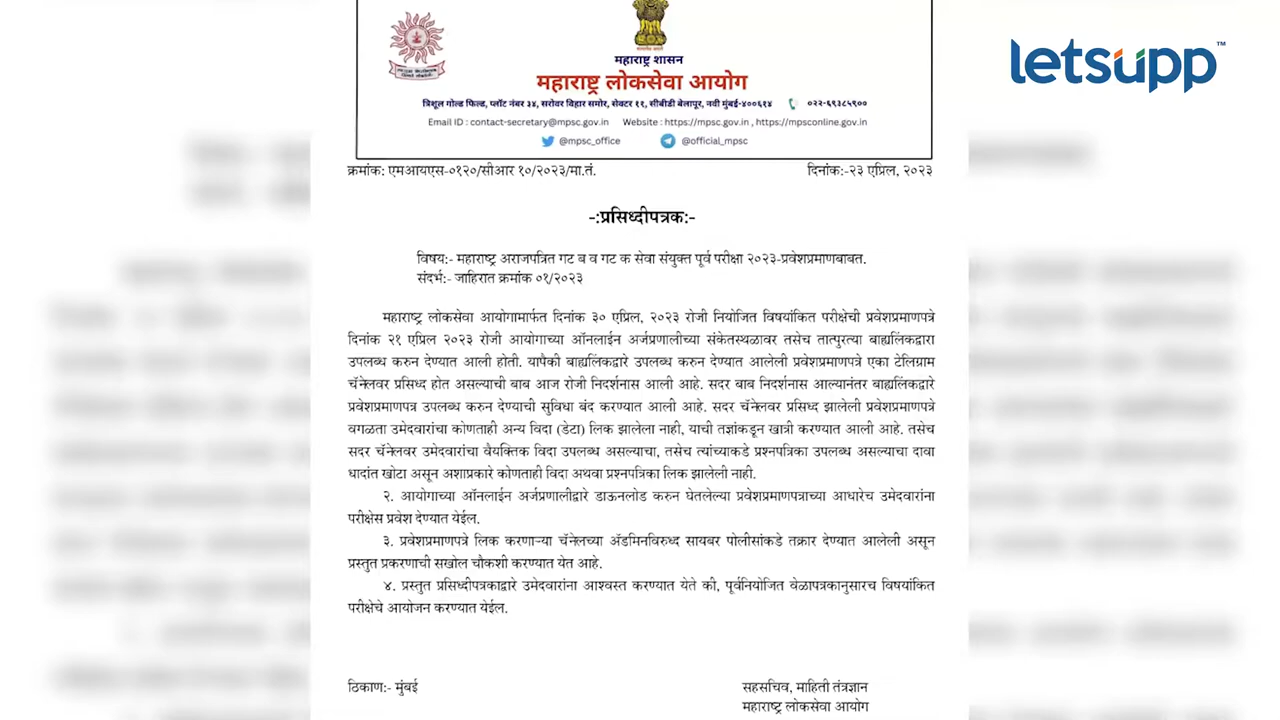 letsupp™
महाराष्ट्र शासन
महाराष्ट्र लोकसेवा आयोग
त्रिशूल गोल्ड फिल्ड, प्लॉट नंबर ३४, सरोवर विहार समोर, सेक्टर ११, सीबीडी बेलापूर, नवी मुंबई-४००६१४ ०२२-६९३८५९००
Email ID : contact-secretary@mpsc.gov.in Website : https://mpsc.gov.in , https://mpsconline.gov.in
@mpsc_office @official_mpsc
क्रमांक: एमआयएस-०१२०/सीआर १०/२०२३/मा.तं. दिनांक:-२३ एप्रिल, २०२३
-:प्रसिध्दीपत्रक:-
विषय:- महाराष्ट्र अराजपत्रित गट ब व गट क सेवा संयुक्त पूर्व परीक्षा २०२३-प्रवेशप्रमाणबाबत.
संदर्भ:- जाहिरात क्रमांक ०१/२०२३
महाराष्ट्र लोकसेवा आयोगामार्फत दिनांक ३० एप्रिल, २०२३ रोजी नियोजित विषयांकित परीक्षेची प्रवेशप्रमाणपत्रे
दिनांक २१ एप्रिल २०२३ रोजी आयोगाच्या ऑनलाईन अर्जप्रणालीच्या संकेतस्थळावर तसेच तात्पुरत्या बाह्यलिंकद्वारा
उपलब्ध करुन देण्यात आली होती. यापैकी बाह्यलिंकद्वारे उपलब्ध करुन देण्यात आलेली प्रवेशप्रमाणपत्रे एका टेलिग्राम
चॅनेलवर प्रसिध्द होत असल्याची बाब आज रोजी निदर्शनास आली आहे. सदर बाब निदर्शनास आल्यानंतर बाह्यलिंकद्वारे
प्रवेशप्रमाणपत्र उपलब्ध करुन देण्याची सुविधा बंद करण्यात आली आहे. सदर चॅनेलवर प्रसिध्द झालेली प्रवेशप्रमाणपत्रे
वगळता उमेदवारांचा कोणताही अन्य विदा (डेटा) लिक झालेला नाही, याची तज्ञांकडून खात्री करण्यात आली आहे. तसेच
सदर चॅनेलवर उमेदवारांचा वैयक्तिक विदा उपलब्ध असल्याचा, तसेच त्यांच्याकडे प्रश्नपत्रिका उपलब्ध असल्याचा दावा
धादांत खोटा असून अशाप्रकारे कोणताही विदा अथवा प्रश्नपत्रिका लिक झालेली नाही.
२. आयोगाच्या ऑनलाईन अर्जप्रणालीद्वारे डाऊनलोड करुन घेतलेल्या प्रवेशप्रमाणपत्राच्या आधारेच उमेदवारांना
परीक्षेस प्रवेश देण्यात येईल.
३. प्रवेशप्रमाणपत्रे लिक करणाऱ्या चॅनेलच्या अ‍ॅडमिनविरुध्द सायबर पोलीसांकडे तक्रार देण्यात आलेली असून
प्रस्तुत प्रकरणाची सखोल चौकशी करण्यात येत आहे.
४. प्रस्तुत प्रसिध्दीपत्रकाद्वारे उमेदवारांना आश्वस्त करण्यात येते की, पूर्वनियोजित वेळापत्रकानुसारच विषयांकित
परीक्षेचे आयोजन करण्यात येईल.
ठिकाण:- मुंबई सहसचिव, माहिती तंत्रज्ञान
महाराष्ट्र लोकसेवा आयोग